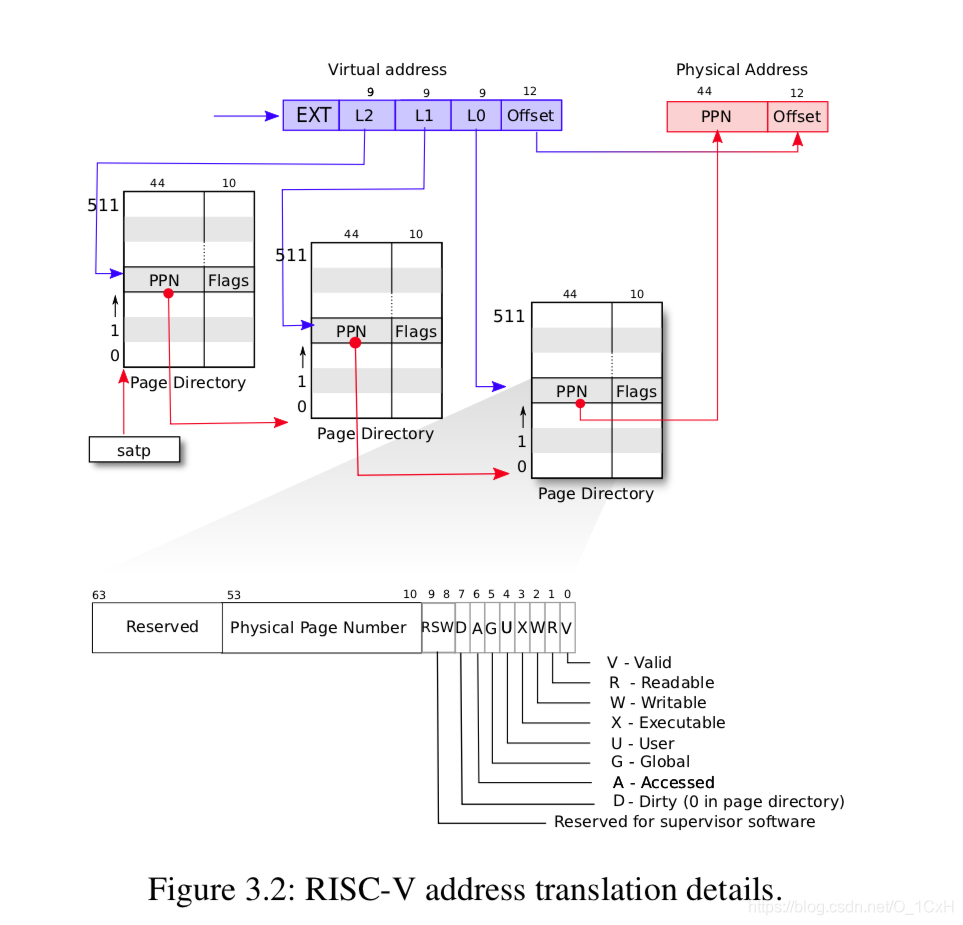 Virtual address
Physical Address
9 9 9 12
44 12
EXT L2 L1 L0 Offset
PPN Offset
44 10
511
PPN Flags
1
0
Page Directory
satp
44 10
511
PPN Flags
1
0
Page Directory
44 10
511
PPN Flags
1
0
Page Directory
63 53 10 9 8 7 6 5 4 3 2 1 0
Reserved Physical Page Number RSW D A G U X W R V
V - Valid
R - Readable
W - Writable
X - Executable
U - User
G - Global
A - Accessed
D - Dirty (0 in page directory)
Reserved for supervisor software
Figure 3.2: RISC-V address translation details.
https://blog.csdn.net/O_1CxH